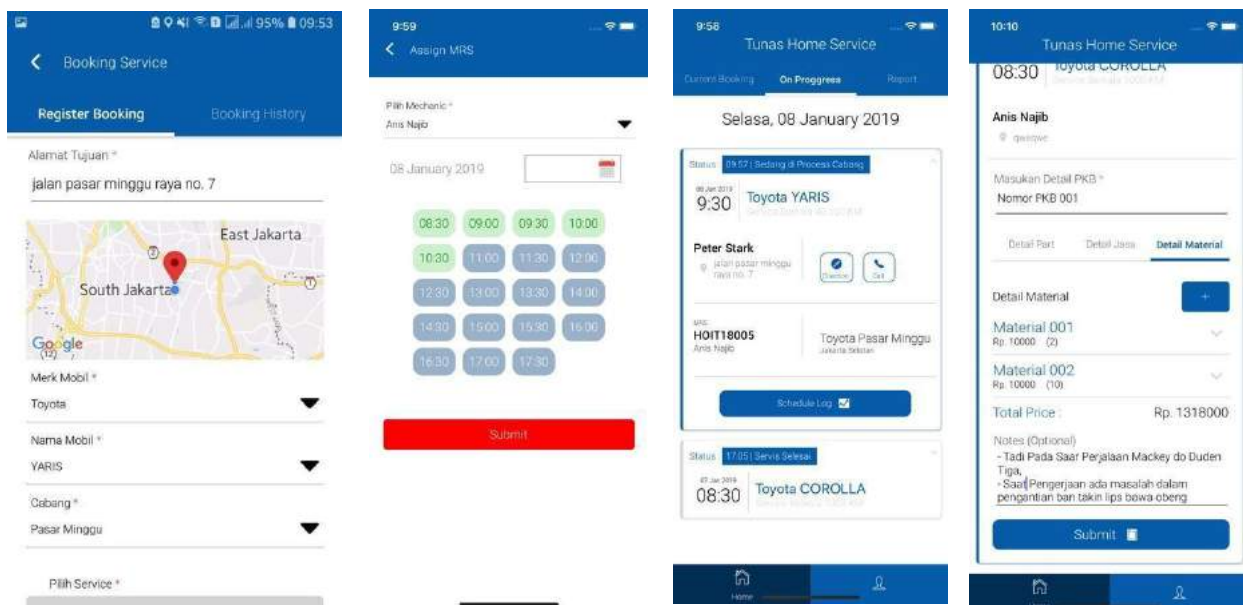 95% 09:53
Booking Service
Register Booking Booking History
Alamat Tujuan *
jalan pasar minggu raya no. 7
East Jakarta
South Jakarta
Google
Merk Mobil *
Toyota
Nama Mobil *
YARIS
Cabang *
Pasar Minggu
Pilih Service *
9:59
Assign MRS
Pilih Mechanic *
Anis Najib
08 January 2019
08:30 09:00 09:30 10:00
10:30 11:00 11:30 12:00
12:30 13:00 13:30 14:00
14:30 15:00 15:30 16:00
16:30 17:00 17:30
Submit
9:58
Tunas Home Service
Current Booking On Proggress Report
Selasa, 08 January 2019
Status 09:57 | Sedang di Process Cabang
08 Jan 2019
9:30 Toyota YARIS
Peter Stark
jalan pasar minggu
raya no. 7
Direction Call
MRS
HOIT18005 Toyota Pasar Minggu
Anis Najib Jakarta Selatan
Schedule Log
Status 17:05 | Servis Selesai
07 Jan 2019
08:30 Toyota COROLLA
Home
10:10
Tunas Home Service
08:30 Toyota COROLLA
Anis Najib
Masukan Detail PKB *
Nomor PKB 001
Detail Part Detail Jasa Detail Material
Detail Material +
Material 001
Rp. 10000 (2)
Material 002
Rp. 10000 (10)
Total Price : Rp. 1318000
Notes (Optional)
- Tadi Pada Saar Perjalaan Mackey do Duden
Tiga,
- Saat Pengerjaan ada masalah dalam
pengantian ban takin lips bawa obeng
Submit